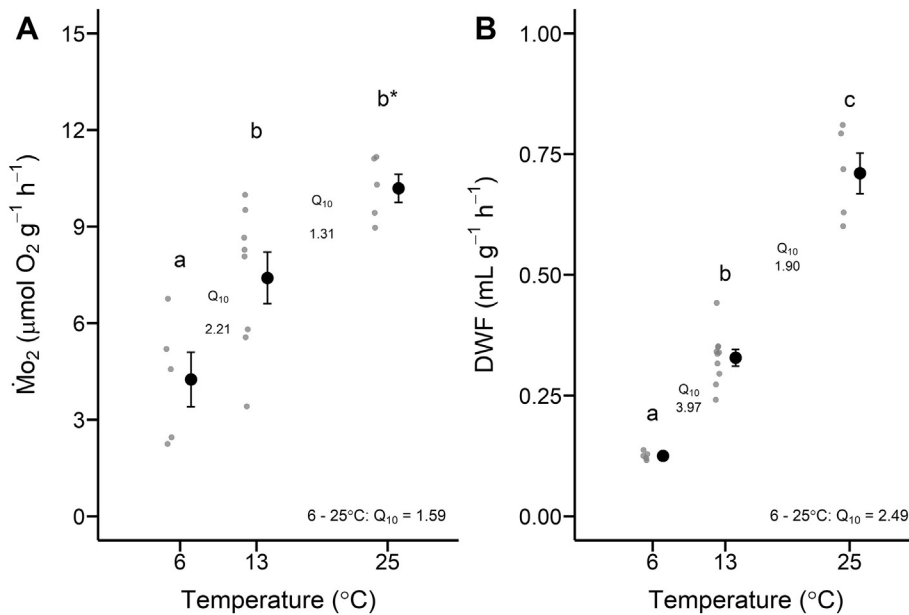 A
15
12
9
6
3
0
Ṁo₂ (μmol O₂ g⁻¹ h⁻¹)
a
b
b*
Q₁₀
2.21
Q₁₀
1.31
6 - 25°C: Q₁₀ = 1.59
6 13 25
Temperature (°C)
B
1.00
0.75
0.50
0.25
0.00
DWF (mL g⁻¹ h⁻¹)
a
b
c
Q₁₀
3.97
Q₁₀
1.90
6 - 25°C: Q₁₀ = 2.49
6 13 25
Temperature (°C)